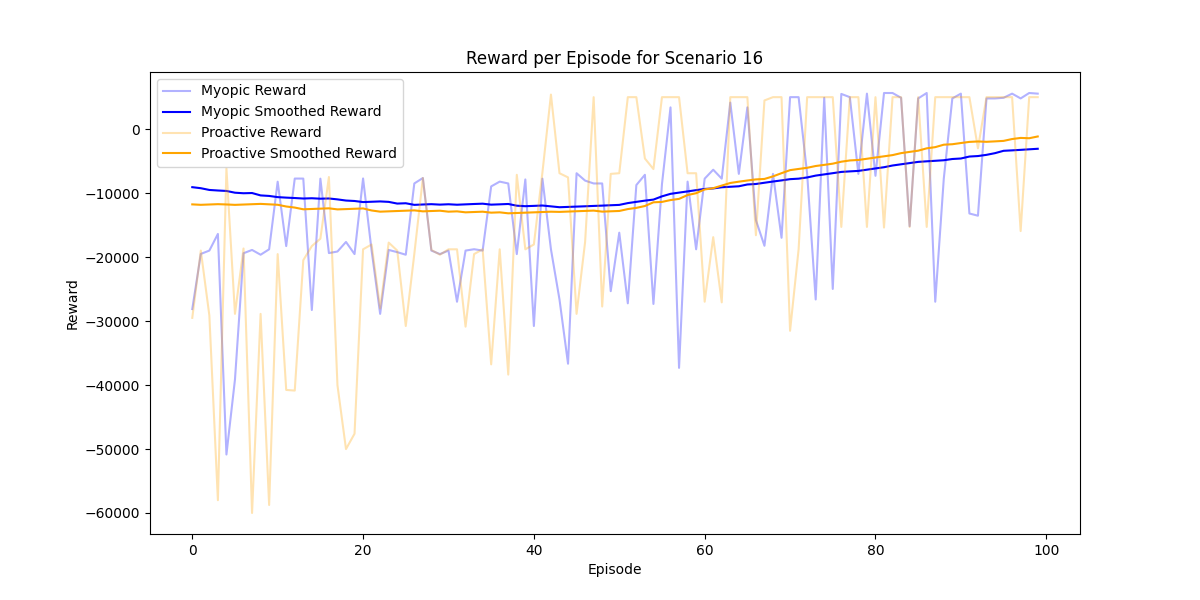 Reward per Episode for Scenario 16
Myopic Reward
Myopic Smoothed Reward
Proactive Reward
Proactive Smoothed Reward
0
−10000
−20000
−30000
−40000
−50000
−60000
Reward
0 20 40 60 80 100
Episode